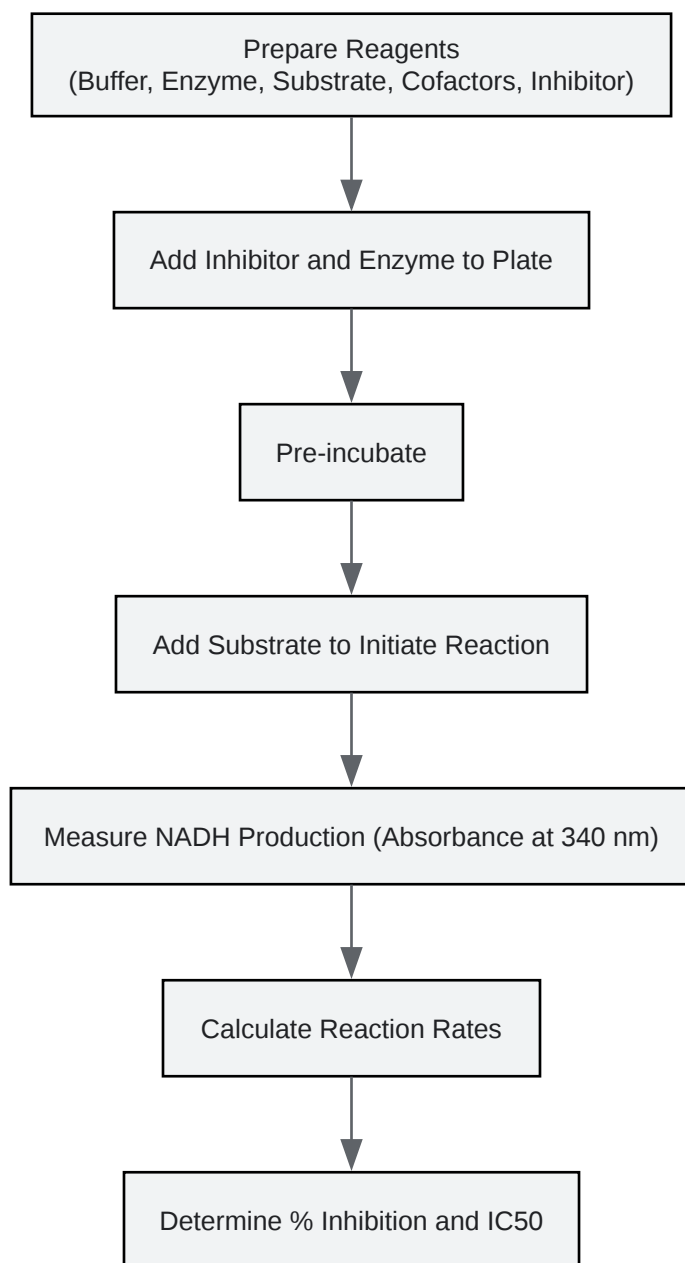 Prepare Reagents
(Buffer, Enzyme, Substrate, Cofactors, Inhibitor)
Add Inhibitor and Enzyme to Plate
Pre-incubate
Add Substrate to Initiate Reaction
Measure NADH Production (Absorbance at 340 nm)
Calculate Reaction Rates
Determine % Inhibition and IC50